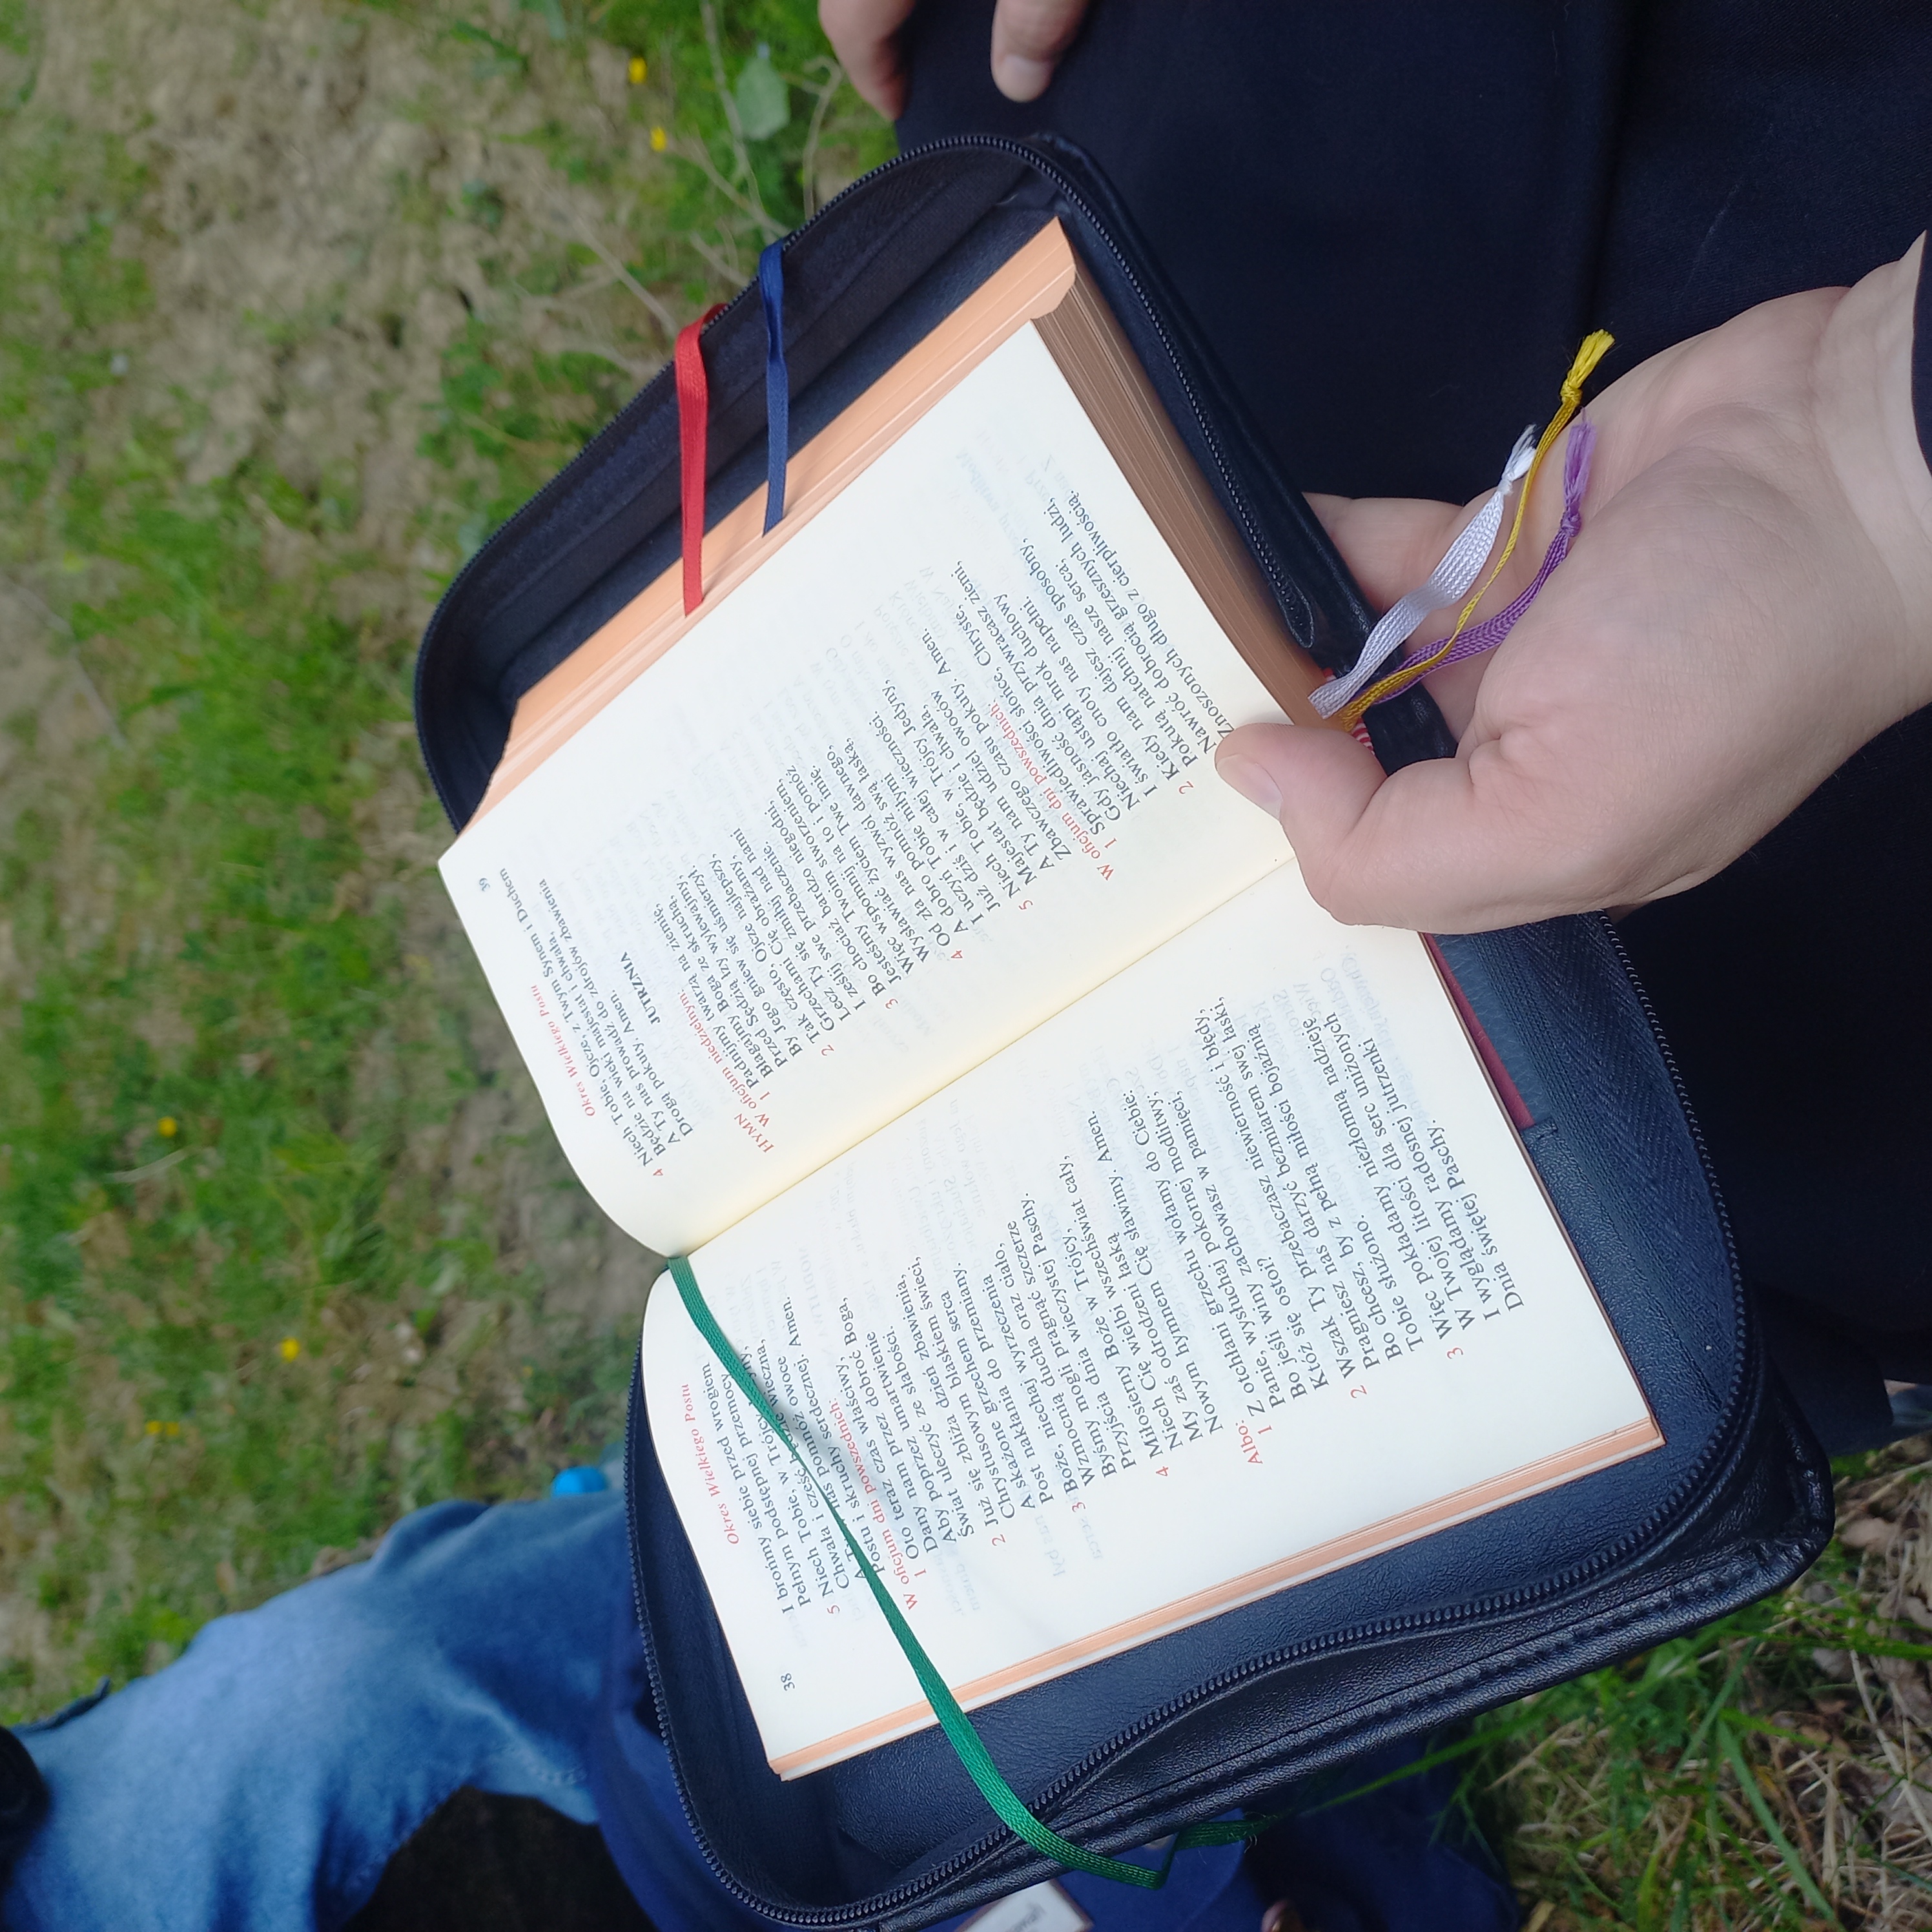 38
Okres Wielkiego Postu
I brońmy siebie przed wrogiem
Pełnym podstępnej przemocy.
5 Niech Tobie, w Trójcy Jedyny,
Chwała i cześć będzie wieczna,
A Ty w nas pomnóż owoce
Postu i skruchy serdecznej. Amen.
W oficjum dni powszednich:
1 Oto teraz czas właściwy,
Dany nam przez dobroć Boga,
Aby poprzez umartwienie
Świat uleczyć ze słabości.
2 Już się zbliża dzień zbawienia,
Chrystusowym blaskiem świeci,
A skażone grzechem serca
Post nakłania do przemiany.
3 Boże, niechaj wyrzeczenia
Wzmocnią ducha oraz ciało,
Byśmy mogli pragnąć szczerze
Przyjścia dnia wieczystej Paschy.
4 Miłosierny Boże w Trójcy,
Niech Cię wielbi wszechświat cały,
My zaś odrodzeni łaską
Nowym hymnem Cię sławimy. Amen.
Albo:
1 Z otchłani grzechu wołamy do Ciebie:
Panie, wysłuchaj pokornej modlitwy;
Bo jeśli winy zachowasz w pamięci,
Któż się ostoi?
2 Wszak Ty przebaczasz niewierność i błędy,
Pragniesz nas darzyć bezmiarem swej łaski,
Bo chcesz, by z pełną miłości bojaźnią
Tobie służono.
3 Więc pokładamy niezłomną nadzieję
W Twojej litości dla serc uniżonych
I wyglądamy radosnej jutrzenki
Dnia świętej Paschy.
39
Okres Wielkiego Postu
4 Niech Tobie, Ojcze, z Twym Synem i Duchem
Będzie na wieki majestat i chwała,
A Ty nas prowadź do zdrojów zbawienia
Drogą pokuty. Amen.
JUTRZNIA
HYMN
W oficjum niedzielnym:
1 Padnijmy twarzą na ziemię,
Błagajmy Boga ze skruchą,
Przed Sędzią łzy wylewajmy,
By Jego gniew się uśmierzył.
2 Tak często, Ojcze najlepszy,
Grzechami Cię obrażamy,
Lecz Ty się zmiłuj nad nami
I ześlij swe przebaczenie.
3 Bo chociaż bardzo niegodni,
Jesteśmy Twoim stworzeniem,
Więc wspomnij na to i pomóż
Wysławiać życiem Twe imię.
4 Od zła nas wyzwól dawnego,
A dobro pomnóż swą łaską,
I uczyń Tobie miłymi
Już dziś i w całej wieczności.
5 Niech Tobie, w Trójcy Jedyny,
Majestat będzie i chwała,
A Ty nam udziel owoców
Zbawczego czasu pokuty. Amen.
W oficjum dni powszednich:
1 Sprawiedliwości słońce, Chryste,
Gdy jasność dnia przywracasz ziemi,
Niechaj ustąpi mrok duchowy
I światło cnoty nas napełni.
2 Kiedy nam dajesz czas sposobny,
Pokutą natchnij nasze serca;
Nawróć dobrocią grzesznych ludzi,
Znoszonych długo z cierpliwością.